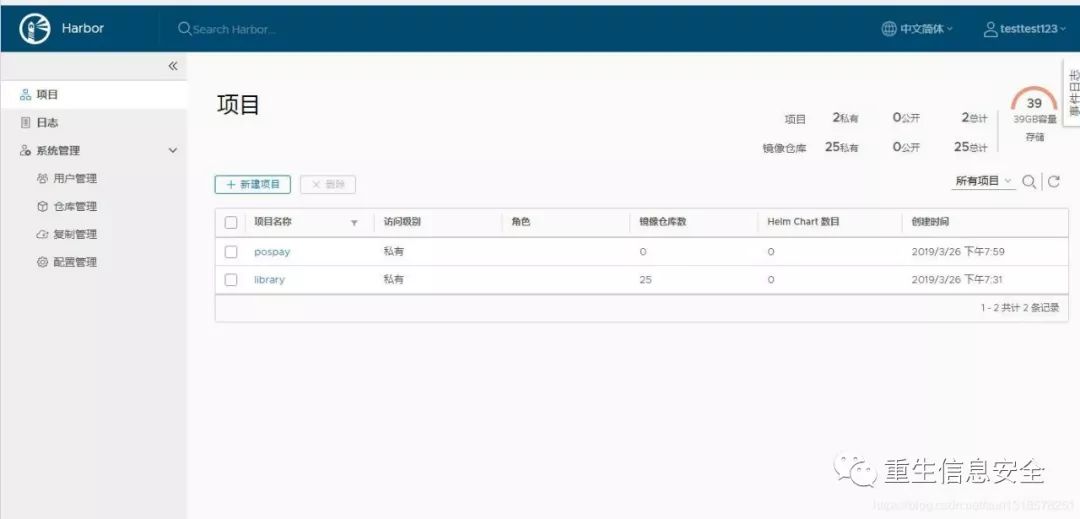 Harbor
Search Harbor...
中文简体
testtest123
项目
日志
系统管理
用户管理
仓库管理
复制管理
配置管理
事件日志
项目
项目 2私有 0公开 2总计
镜像仓库 25私有 0公开 25总计
39
39GB容量
存储
+ 新建项目
× 删除
所有项目
项目名称 访问级别 角色 镜像仓库数 Helm Chart 数目 创建时间
pospay 私有 0 0 2019/3/26 下午7:59
library 私有 25 0 2019/3/26 下午7:31
1 - 2 共计 2 条记录
重生信息安全